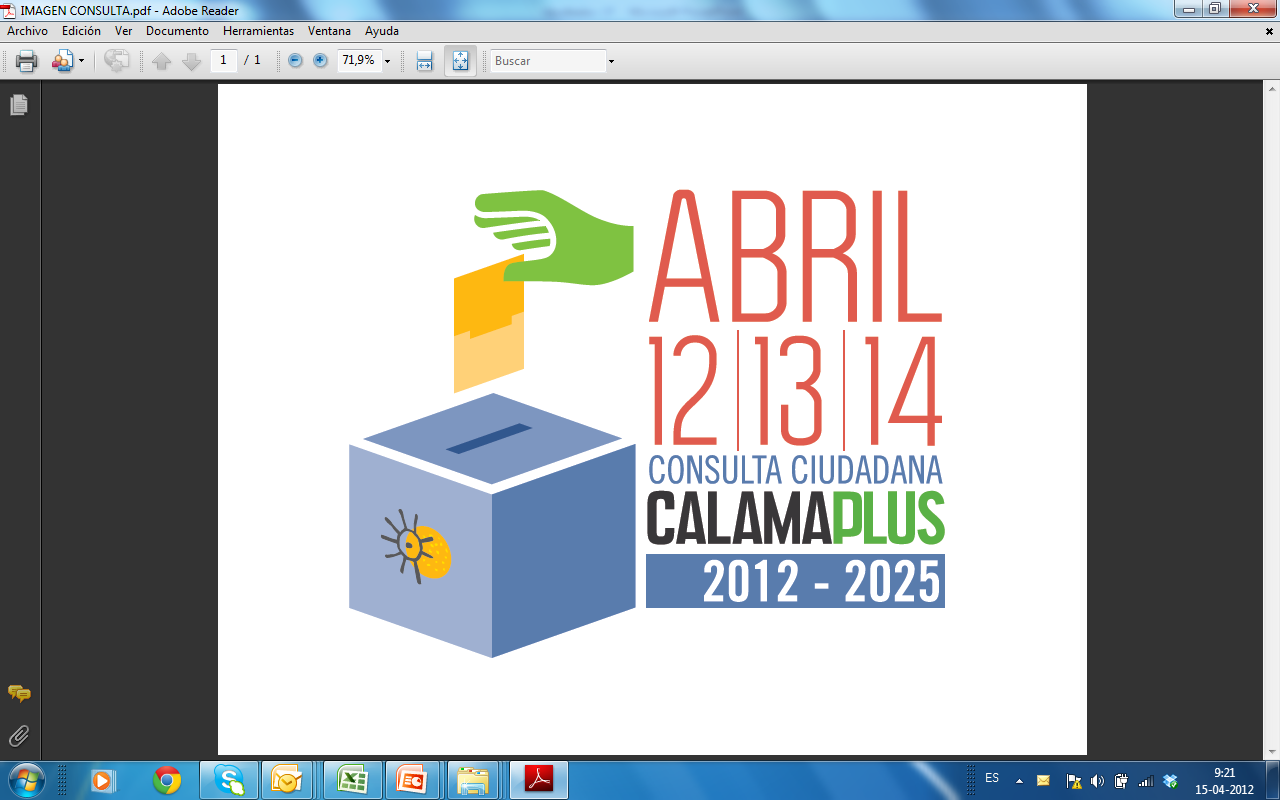 IMAGEN CONSULTA.pdf - Adobe Reader
Archivo Edición Ver Documento Herramientas Ventana Ayuda
1 / 1 71,9% Buscar
ABRIL
12|13|14
CONSULTA CIUDADANA
CALAMAPLUS
2012 - 2025
ES 9:21
15-04-2012